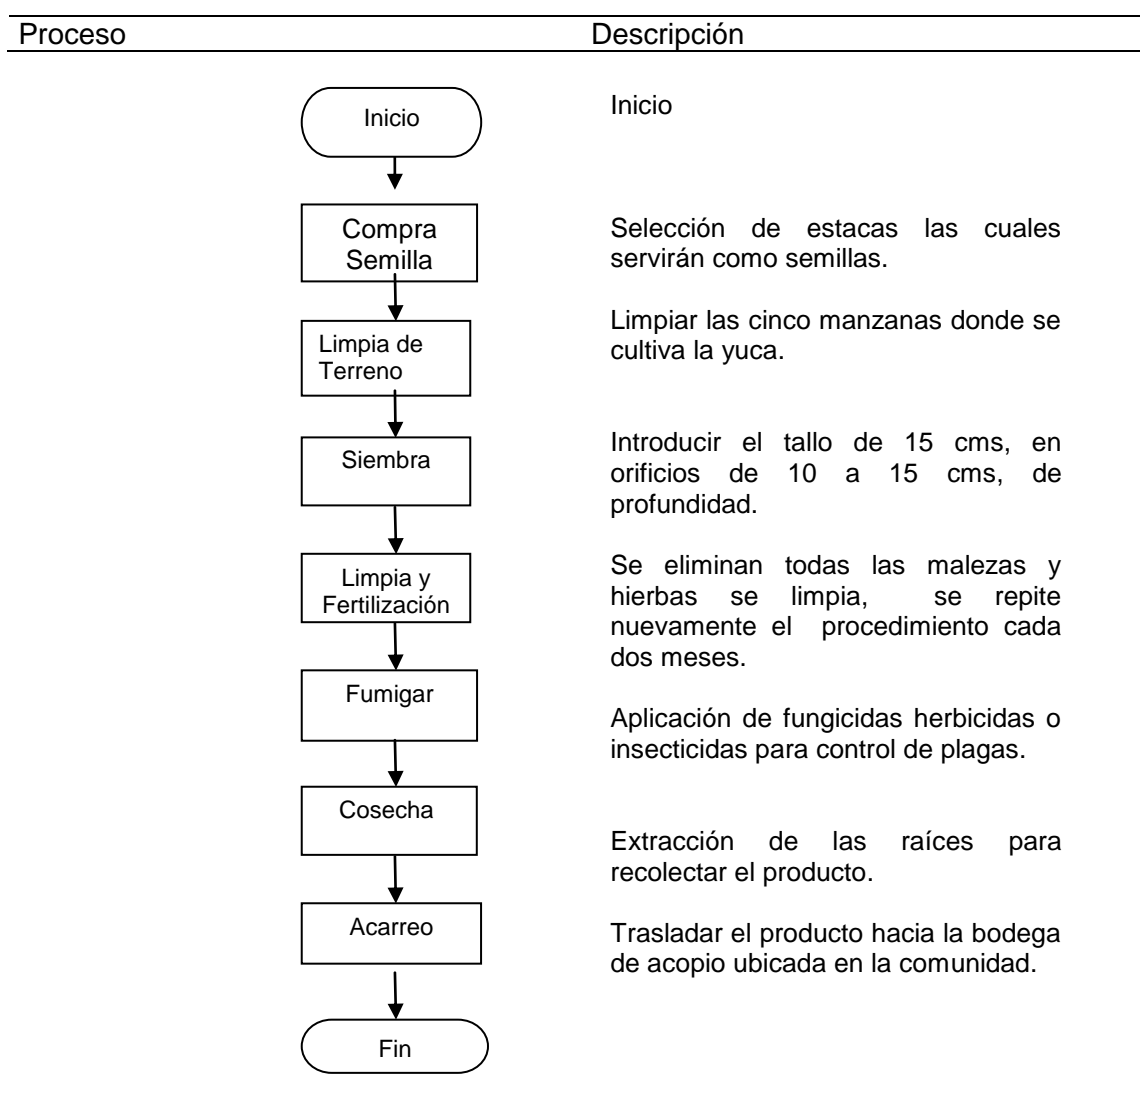 Proceso Descripción
Inicio
Inicio
Compra
Semilla
Selección de estacas las cuales
servirán como semillas.
Limpia de
Terreno
Limpiar las cinco manzanas donde se
cultiva la yuca.
Siembra
Introducir el tallo de 15 cms, en
orificios de 10 a 15 cms, de
profundidad.
Limpia y
Fertilización
Se eliminan todas las malezas y
hierbas se limpia, se repite
nuevamente el procedimiento cada
dos meses.
Fumigar
Aplicación de fungicidas herbicidas o
insecticidas para control de plagas.
Cosecha
Extracción de las raíces para
recolectar el producto.
Acarreo
Trasladar el producto hacia la bodega
de acopio ubicada en la comunidad.
Fin